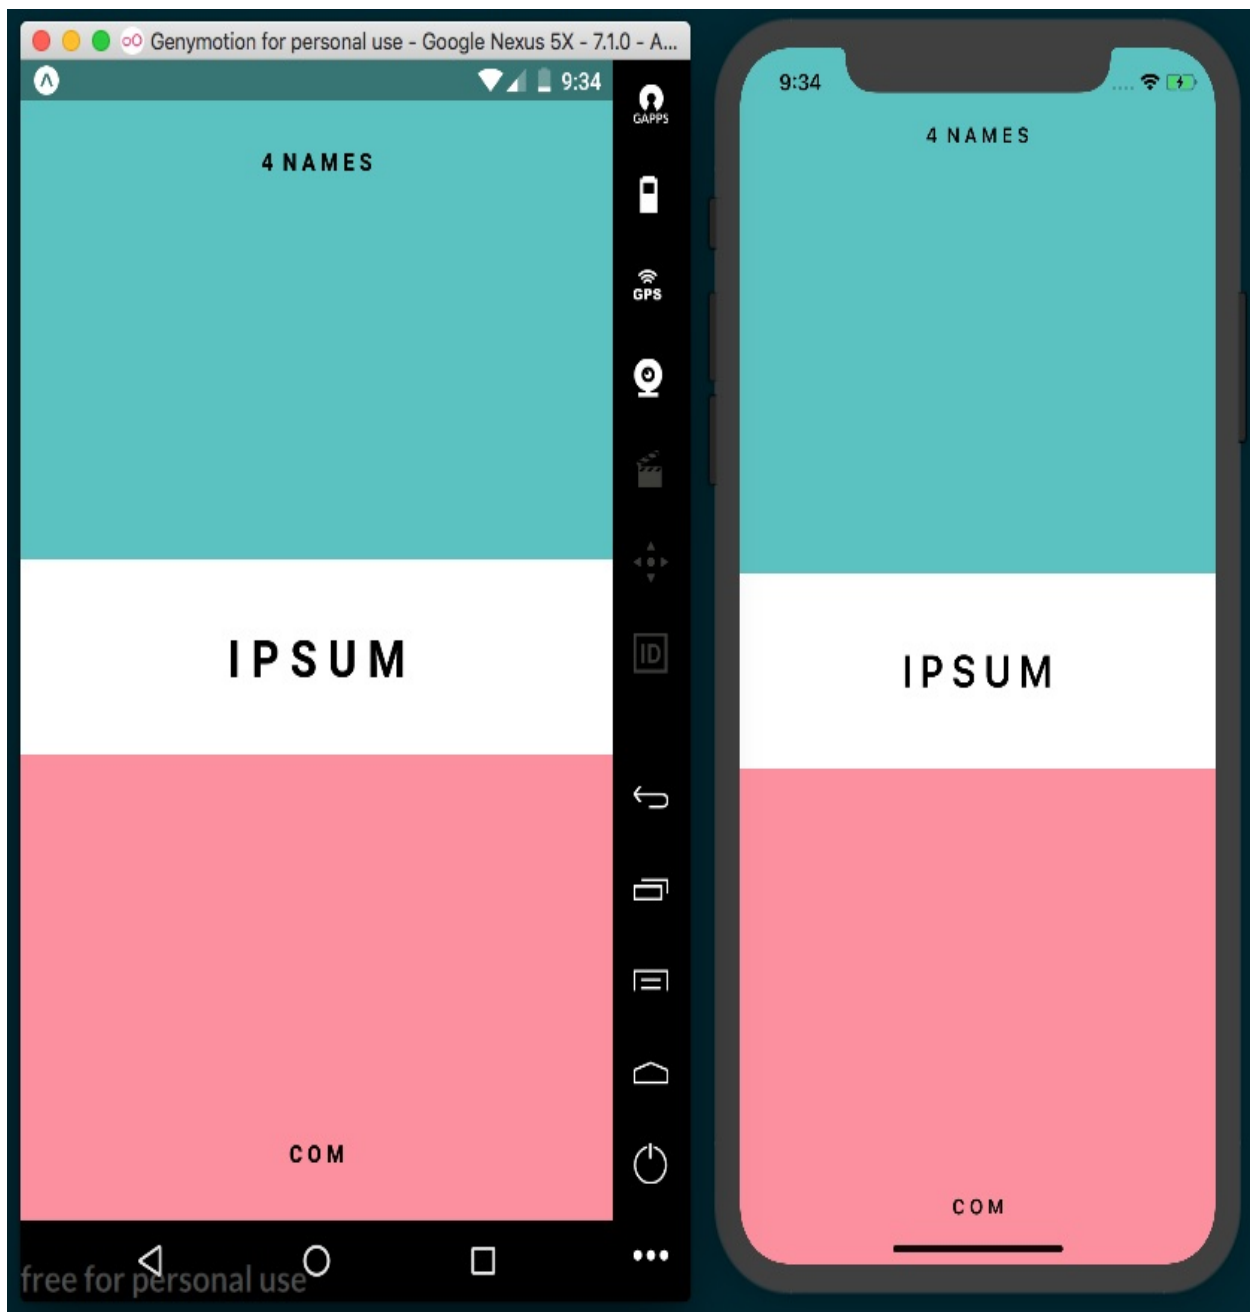 Genymotion for personal use - Google Nexus 5X - 7.1.0 - A...
9:34
GAPPS
4 NAMES
GPS
IPSUM
ID
COM
free for personal use
9:34
4 NAMES
IPSUM
COM